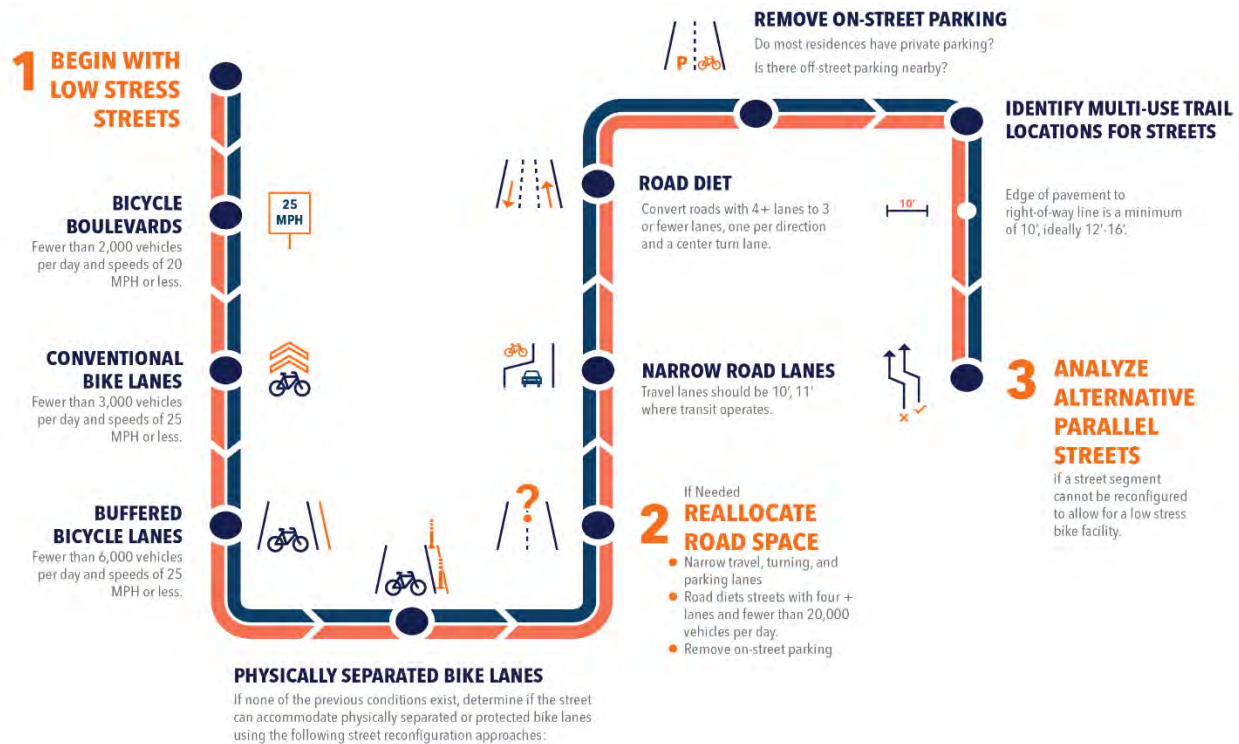 1 BEGIN WITH
LOW STRESS
STREETS
BICYCLE
BOULEVARDS
Fewer than 2,000 vehicles
per day and speeds of 20
MPH or less.
25
MPH
CONVENTIONAL
BIKE LANES
Fewer than 3,000 vehicles
per day and speeds of 25
MPH or less.
BUFFERED
BICYCLE LANES
Fewer than 6,000 vehicles
per day and speeds of 25
MPH or less.
PHYSICALLY SEPARATED BIKE LANES
If none of the previous conditions exist, determine if the street
can accommodate physically separated or protected bike lanes
using the following street reconfiguration approaches:
?
If Needed
2 REALLOCATE
ROAD SPACE
● Narrow travel, turning, and
parking lanes
● Road diets streets with four +
lanes and fewer than 20,000
vehicles per day.
● Remove on-street parking
NARROW ROAD LANES
Travel lanes should be 10', 11'
where transit operates.
ROAD DIET
Convert roads with 4+ lanes to 3
or fewer lanes, one per direction
and a center turn lane.
P
REMOVE ON-STREET PARKING
Do most residences have private parking?
Is there off-street parking nearby?
IDENTIFY MULTI-USE TRAIL
LOCATIONS FOR STREETS
10'
Edge of pavement to
right-of-way line is a minimum
of 10', ideally 12'-16'.
3 ANALYZE
ALTERNATIVE
PARALLEL
STREETS
if a street segment
cannot be reconfigured
to allow for a low stress
bike facility.